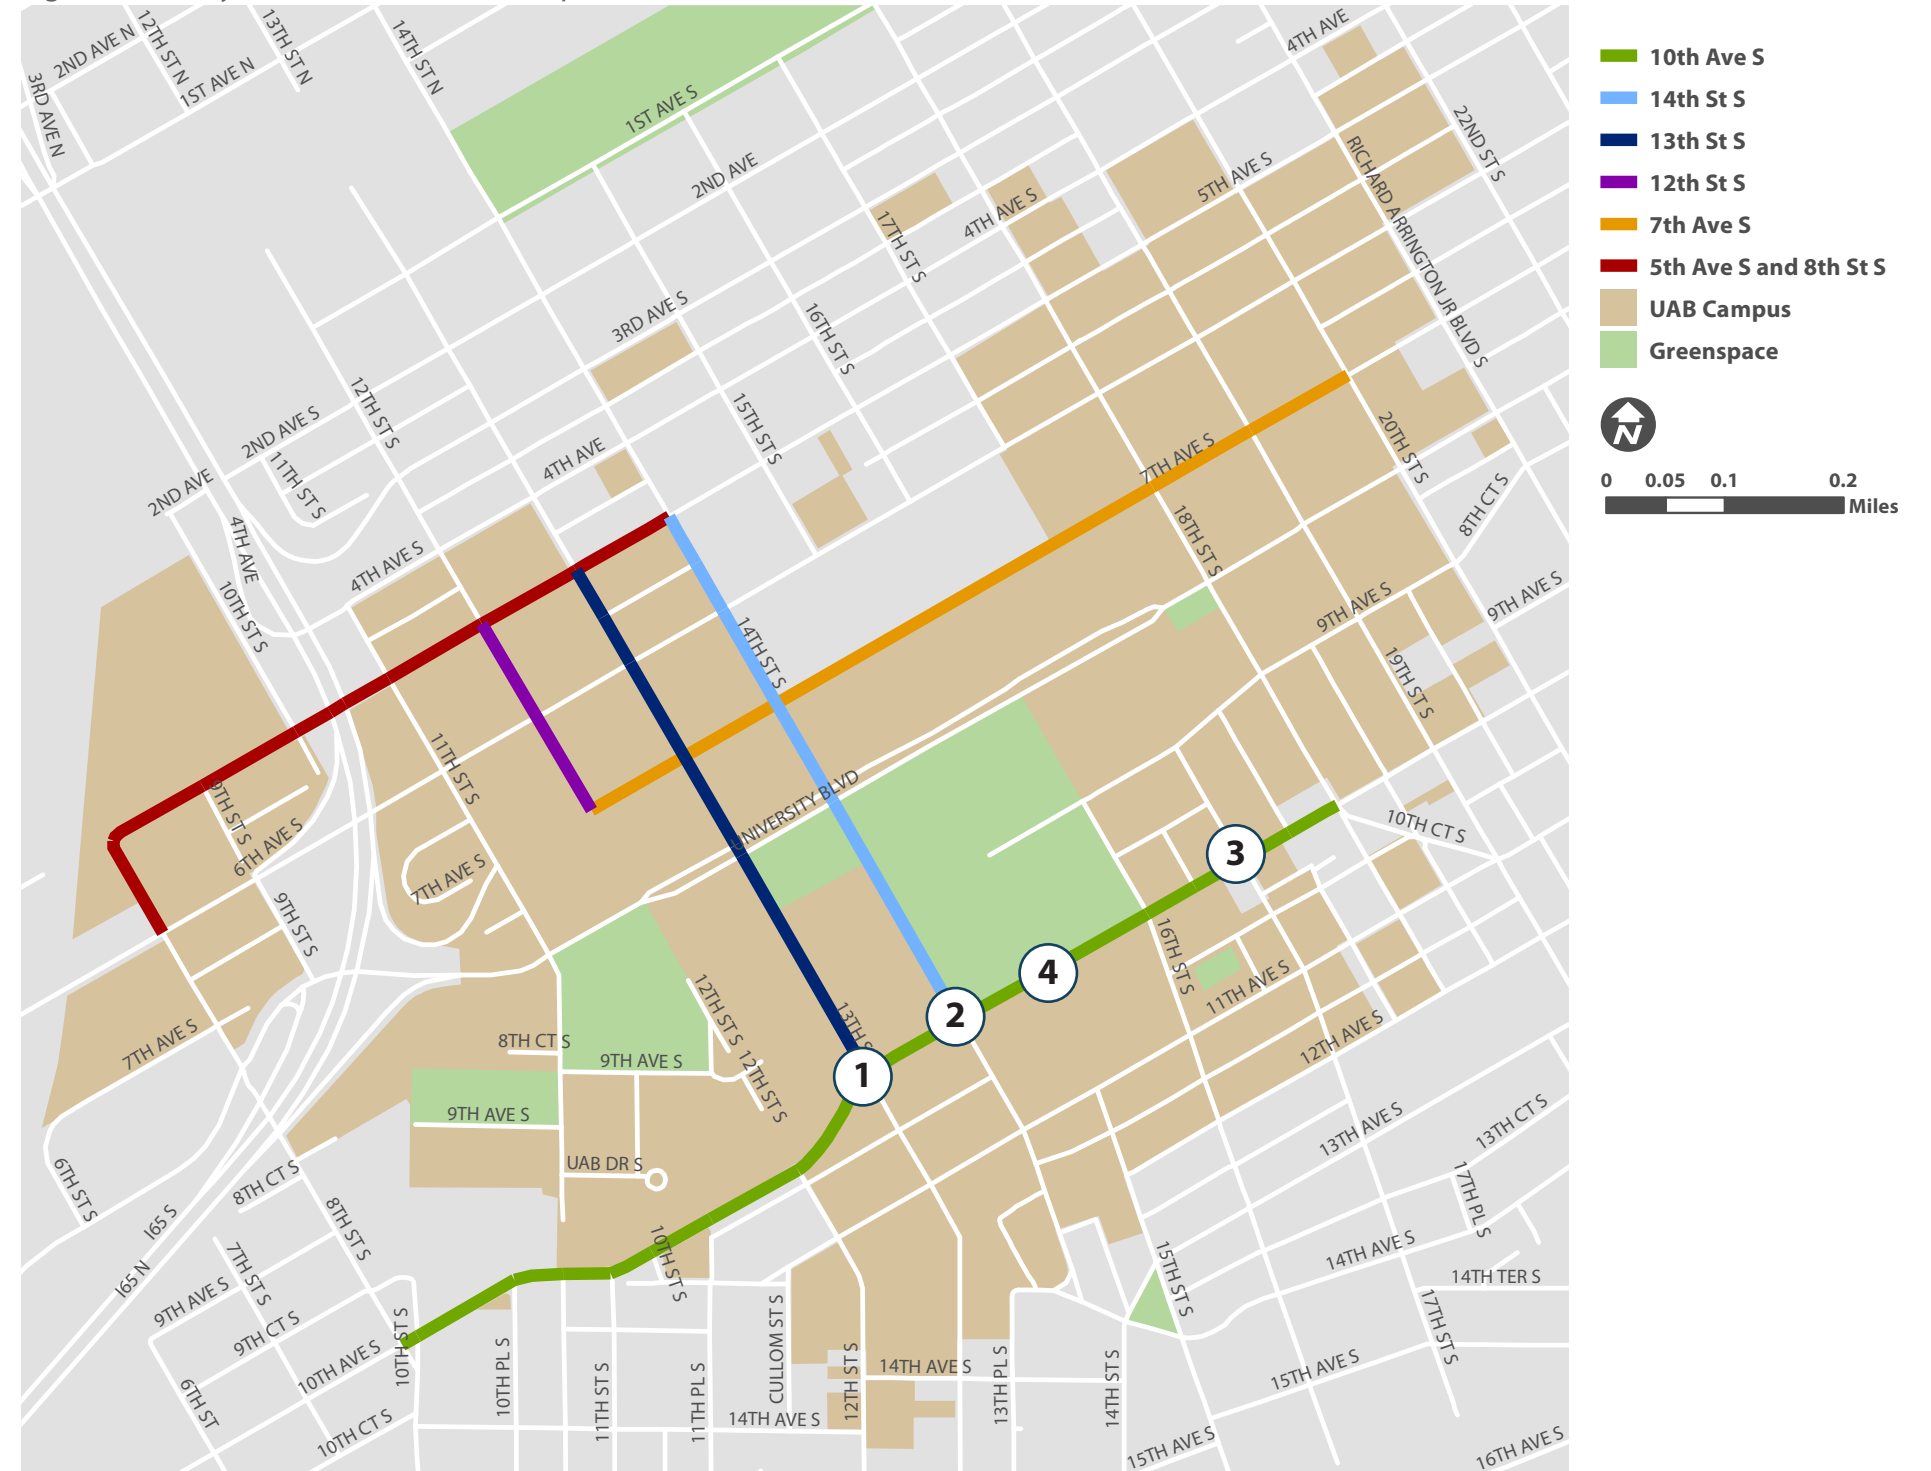 10th Ave S
14th St S
13th St S
12th St S
7th Ave S
5th Ave S and 8th St S
UAB Campus
Greenspace
N
0 0.05 0.1 0.2
Miles
2ND AVE N
12TH ST N
13TH ST N
14TH ST N
3RD AVE N
1ST AVE N
1ST AVE S
2ND AVE
4TH AVE
22ND ST S
RICHARD ARRINGTON JR BLVD S
5TH AVE S
4TH AVE S
17TH ST S
3RD AVE S
16TH ST S
12TH ST S
15TH ST S
2ND AVE S
11TH ST S
2ND AVE
4TH AVE
4TH AVE
4TH AVE S
10TH ST S
7TH AVE S
20TH ST S
8TH CT S
18TH ST S
9TH AVE S
9TH AVE S
14TH ST S
19TH ST S
11TH ST S
9TH ST S
6TH AVE S
UNIVERSITY BLVD
10TH CT S
7TH AVE S
9TH ST S
3
16TH ST S
4
11TH AVE S
12TH ST S
13TH S
2
12TH AVE S
7TH AVE S
8TH CT S
9TH AVE S
12TH ST S
1
9TH AVE S
13TH AVE S
13TH CT S
UAB DR S
6TH ST S
8TH CT S
I65 S
8TH ST S
17TH PL S
10TH ST S
7TH ST S
I65 N
14TH AVE S
15TH ST S
14TH TER S
9TH AVE S
9TH CT S
10TH AVE S
10TH ST S
10TH PL S
11TH ST S
11TH PL S
CULLOM ST S
12TH ST S
14TH AVE S
13TH PL S
14TH ST S
17TH ST S
15TH AVE S
6TH ST
10TH CT S
14TH AVE S
15TH AVE S
16TH AVE S